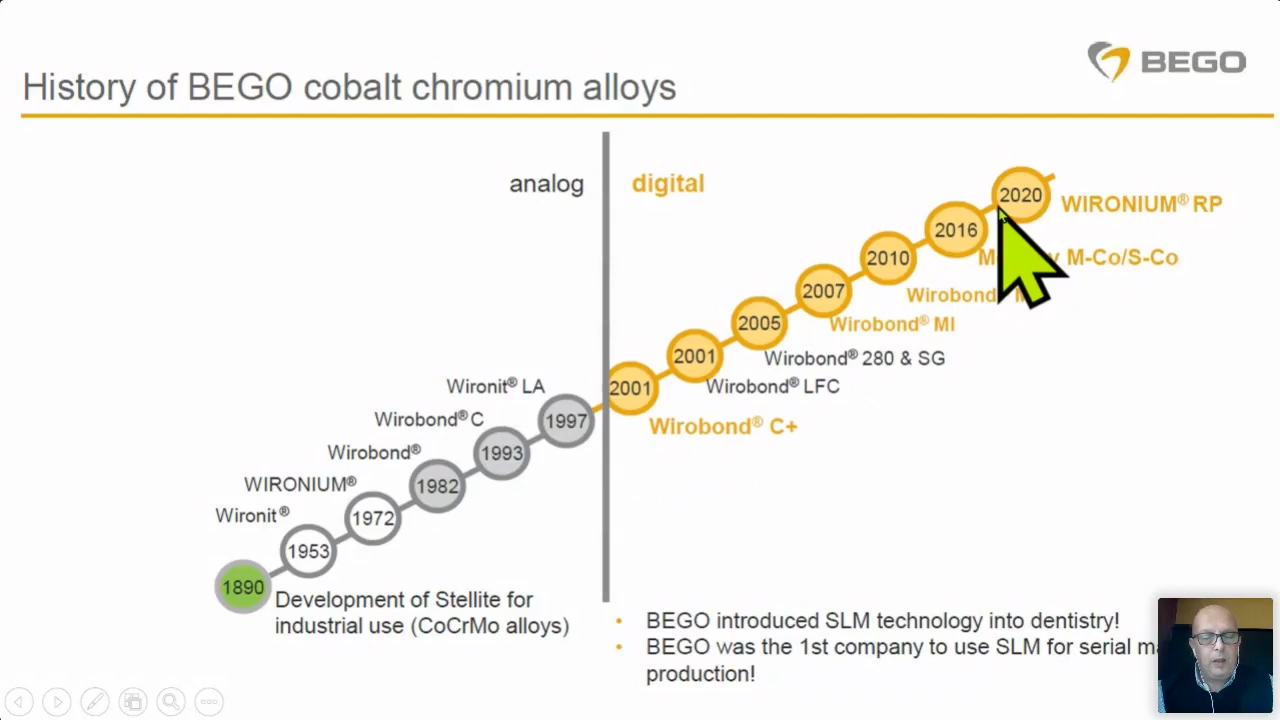 BEGO
History of BEGO cobalt chromium alloys
analog
digital
2020
WIRONIUM® RP
2016
M-Co/S-Co
2010
Wirobond
2007
Wirobond® MI
2005
Wirobond® 280 & SG
2001
Wirobond® LFC
2001
Wirobond® C+
Wironit® LA
1997
Wirobond® C
1993
Wirobond®
1982
WIRONIUM®
1972
Wironit®
1953
1890
Development of Stellite for
industrial use (CoCrMo alloys)
• BEGO introduced SLM technology into dentistry!
• BEGO was the 1st company to use SLM for serial
production!